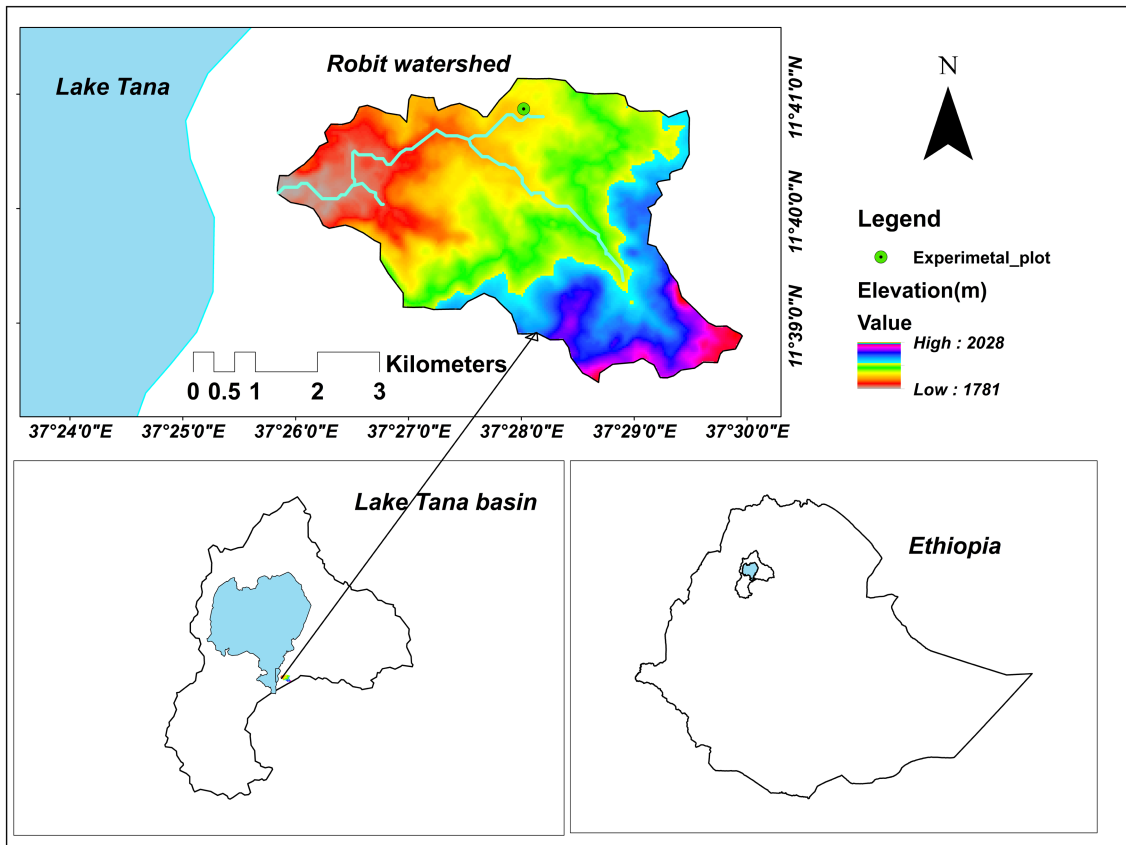 Lake Tana
Robit watershed
11°41'0"N
11°40'0"N
11°39'0"N
N
Legend
Experimetal_plot
Elevation(m)
Value
High : 2028
Low : 1781
Kilometers
0 0.5 1 2 3
37°24'0"E 37°25'0"E 37°26'0"E 37°27'0"E 37°28'0"E 37°29'0"E 37°30'0"E
Lake Tana basin
Ethiopia